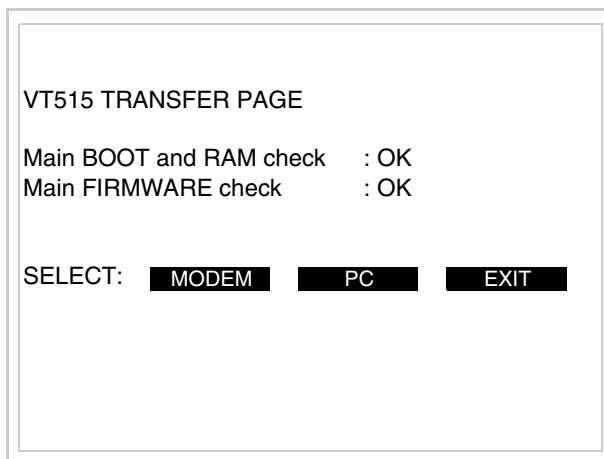 VT515 TRANSFER PAGE
Main BOOT and RAM check : OK
Main FIRMWARE check : OK
SELECT: MODEM PC EXIT